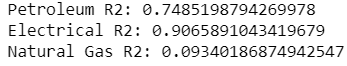 Petroleum R2: 0.7485198794269978
Electrical R2: 0.9065891043419679
Natural Gas R2: 0.09340186874942547